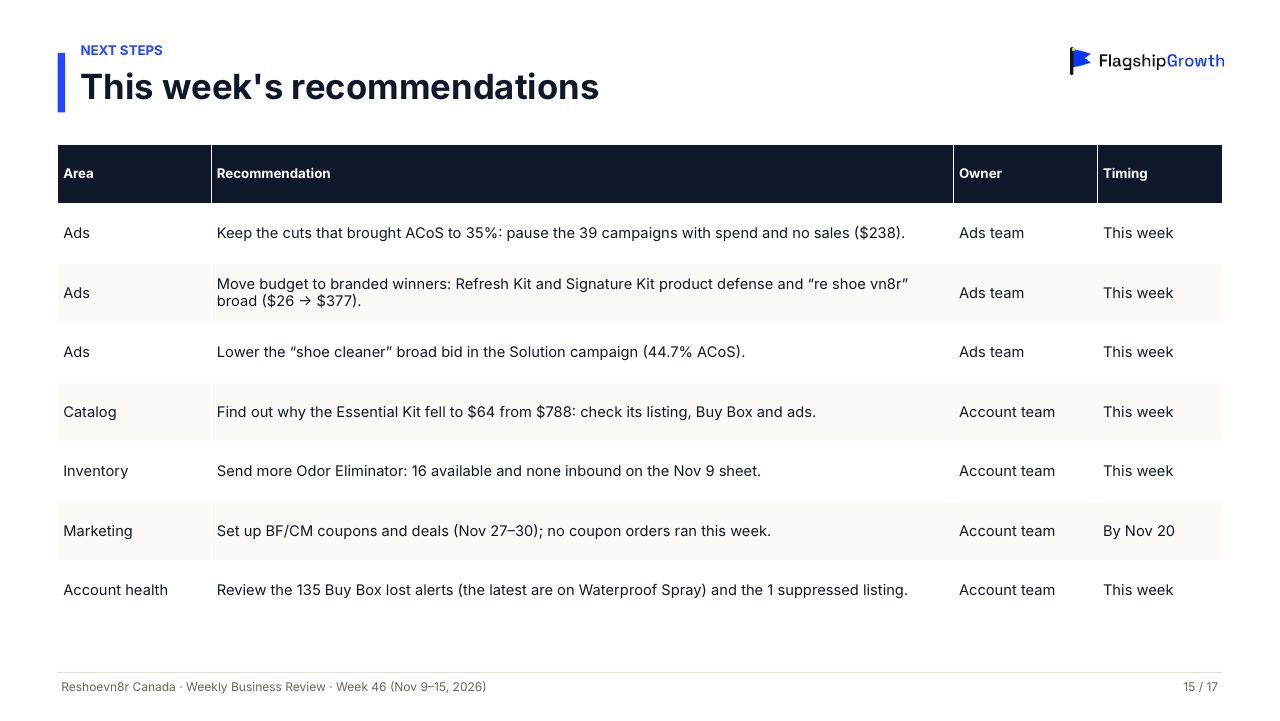 NEXT STEPS
This week's recommendations
FlagshipGrowth
Area Recommendation Owner Timing
Ads Keep the cuts that brought ACoS to 35%: pause the 39 campaigns with spend and no sales ($238). Ads team This week
Ads Move budget to branded winners: Refresh Kit and Signature Kit product defense and “re shoe vn8r”
broad ($26 → $377). Ads team This week
Ads Lower the “shoe cleaner” broad bid in the Solution campaign (44.7% ACoS). Ads team This week
Catalog Find out why the Essential Kit fell to $64 from $788: check its listing, Buy Box and ads. Account team This week
Inventory Send more Odor Eliminator: 16 available and none inbound on the Nov 9 sheet. Account team This week
Marketing Set up BF/CM coupons and deals (Nov 27–30); no coupon orders ran this week. Account team By Nov 20
Account health Review the 135 Buy Box lost alerts (the latest are on Waterproof Spray) and the 1 suppressed listing. Account team This week
Reshoevn8r Canada · Weekly Business Review · Week 46 (Nov 9–15, 2026) 15 / 17